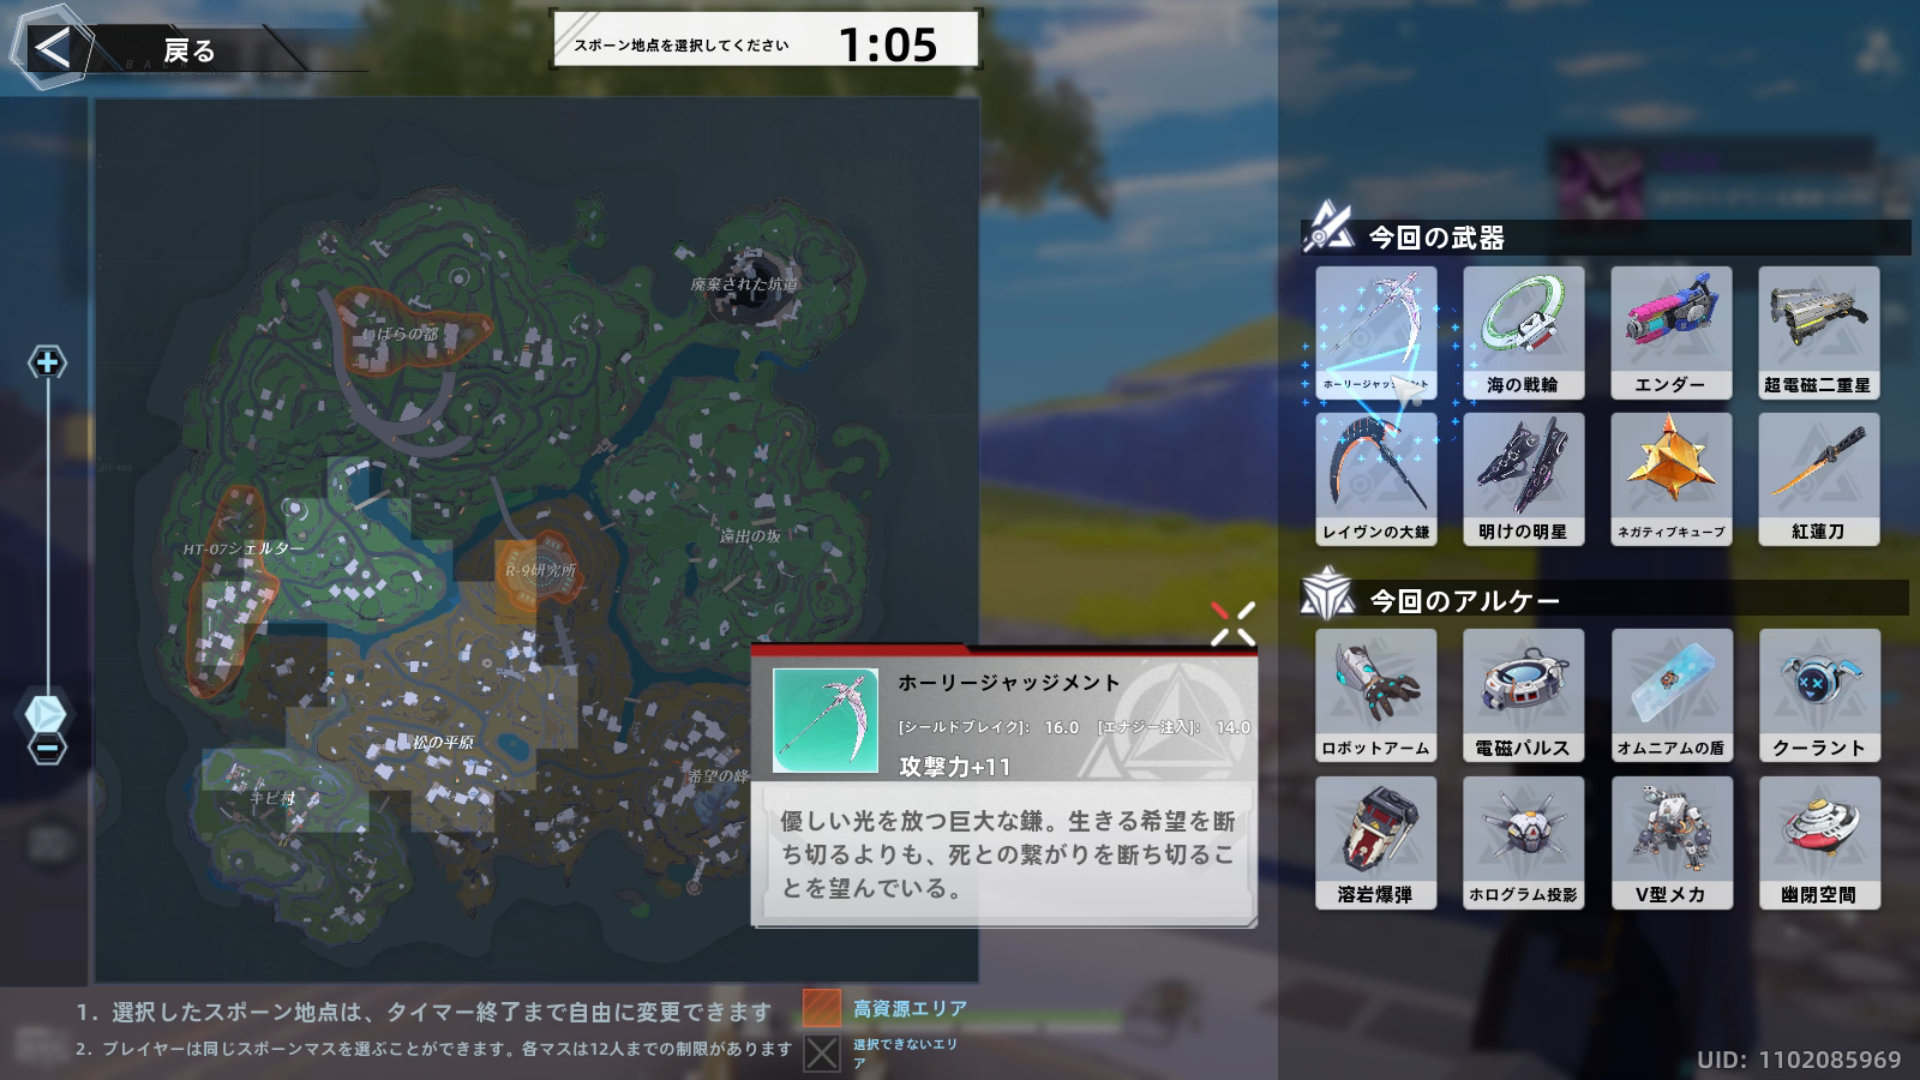 戻る
スポーン地点を選択してください
1:05
廃棄された坑道
いばらの都
遠出の坂
HT-07シェルター
R-9研究所
松の平原
希望の峰
キビ村
今回の武器
海の戦輪
エンダー
超電磁二重星
レイヴンの大鎌
明けの明星
ネガティブキューブ
紅蓮刀
今回のアルケー
ロボットアーム
電磁パルス
オムニアムの盾
クーラント
溶岩爆弾
ホログラム投影
V型メカ
幽閉空間
ホーリージャッジメント
[シールドブレイク]: 16.0 [エナジー注入]: 14.0
攻撃力+11
優しい光を放つ巨大な鎌。生きる希望を断
ち切るよりも、死との繋がりを断ち切るこ
とを望んでいる。
1. 選択したスポーン地点は、タイマー終了まで自由に変更できます
2. プレイヤーは同じスポーンマスを選ぶことができます。各マスは12人までの制限があります
高資源エリア
選択できないエリ
ア
UID: 1102085969